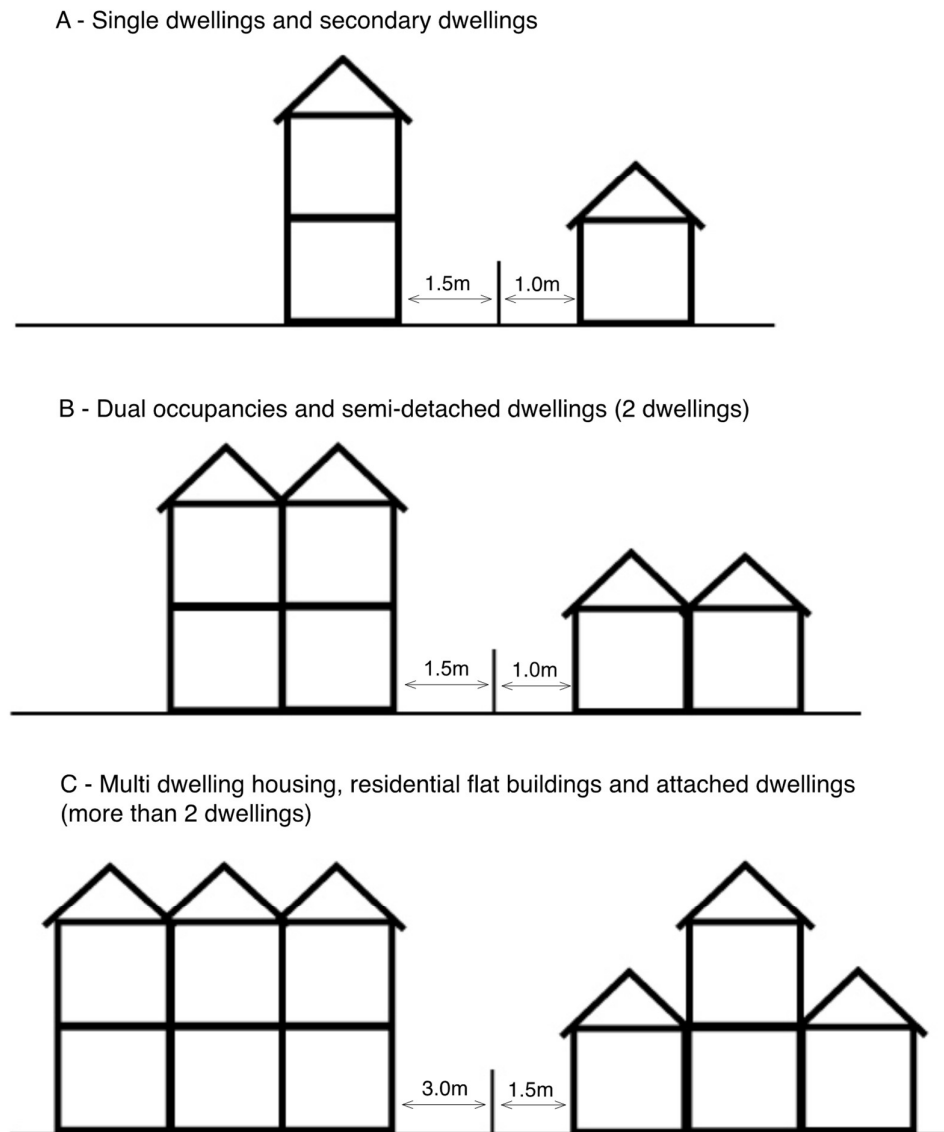 A - Single dwellings and secondary dwellings
1.5m
1.0m
B - Dual occupancies and semi-detached dwellings (2 dwellings)
1.5m
1.0m
C - Multi dwelling housing, residential flat buildings and attached dwellings
(more than 2 dwellings)
3.0m
1.5m